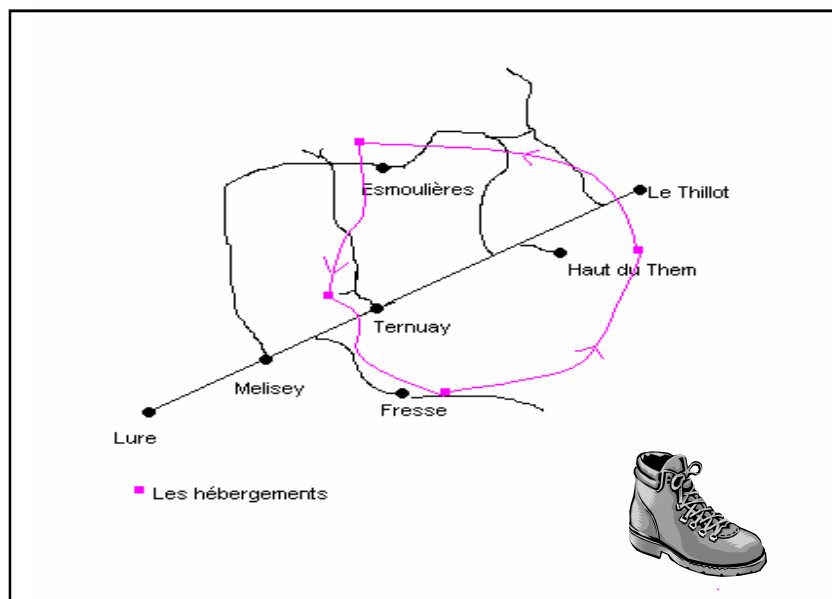 Esmoulières
Le Thillot
Haut du Them
Ternuay
Melisey
Fresse
Lure
Les hébergements